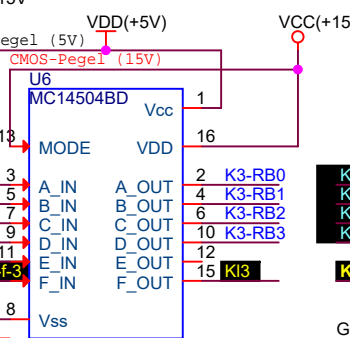 VDD(+5V)
VCC(+15
egel (5V)
CMOS-Pegel (15V)
U6
MC14504BD
Vcc 1
13 MODE VDD 16
3 A_IN A_OUT 2 K3-RB0
5 B_IN B_OUT 4 K3-RB1
7 C_IN C_OUT 6 K3-RB2
9 D_IN D_OUT 10 K3-RB3
11 E_IN E_OUT 12
f-3 F_IN F_OUT 15 KI3
8 Vss
G